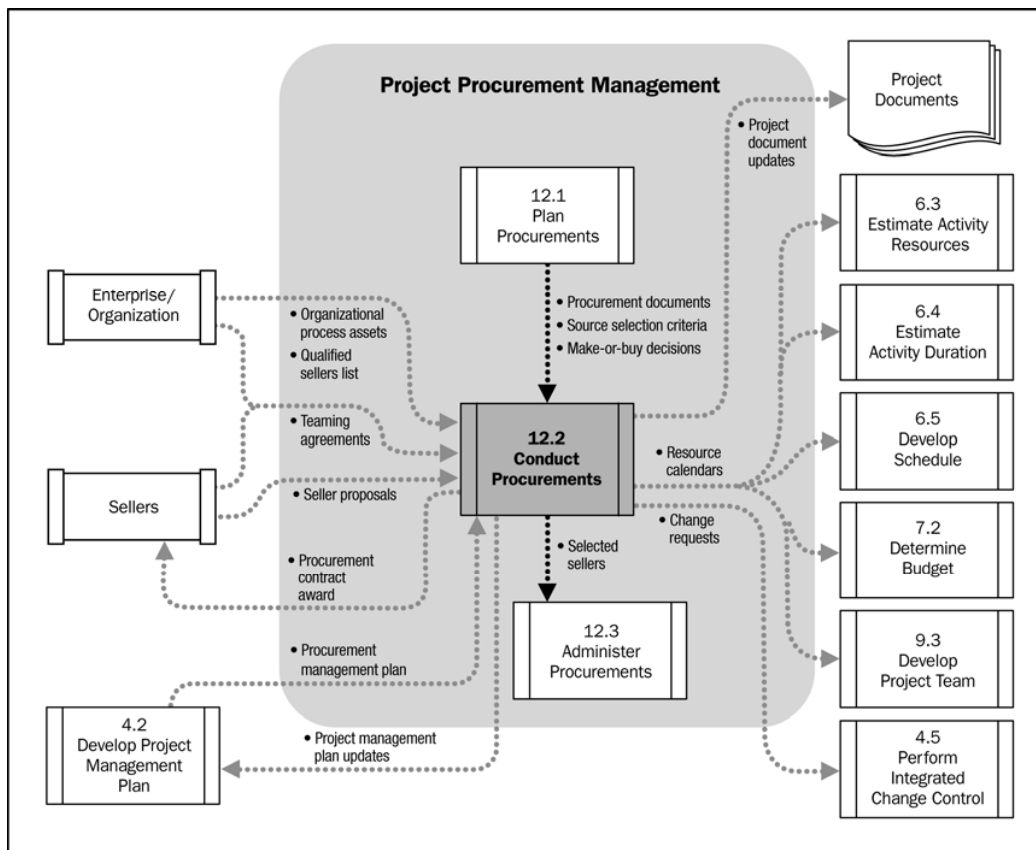 Project Procurement Management
Project
Documents
• Project
document
updates
12.1
Plan
Procurements
6.3
Estimate Activity
Resources
Enterprise/
Organization
• Organizational
process assets
• Qualified
sellers list
• Procurement documents
• Source selection criteria
• Make-or-buy decisions
6.4
Estimate
Activity Duration
• Teaming
agreements
12.2
Conduct
Procurements
• Resource
calendars
6.5
Develop
Schedule
Sellers
• Seller proposals
• Change
requests
7.2
Determine
Budget
• Procurement
contract
award
• Selected
sellers
12.3
Administer
Procurements
9.3
Develop
Project Team
• Procurement
management plan
4.2
Develop Project
Management
Plan
• Project management
plan updates
4.5
Perform
Integrated
Change Control